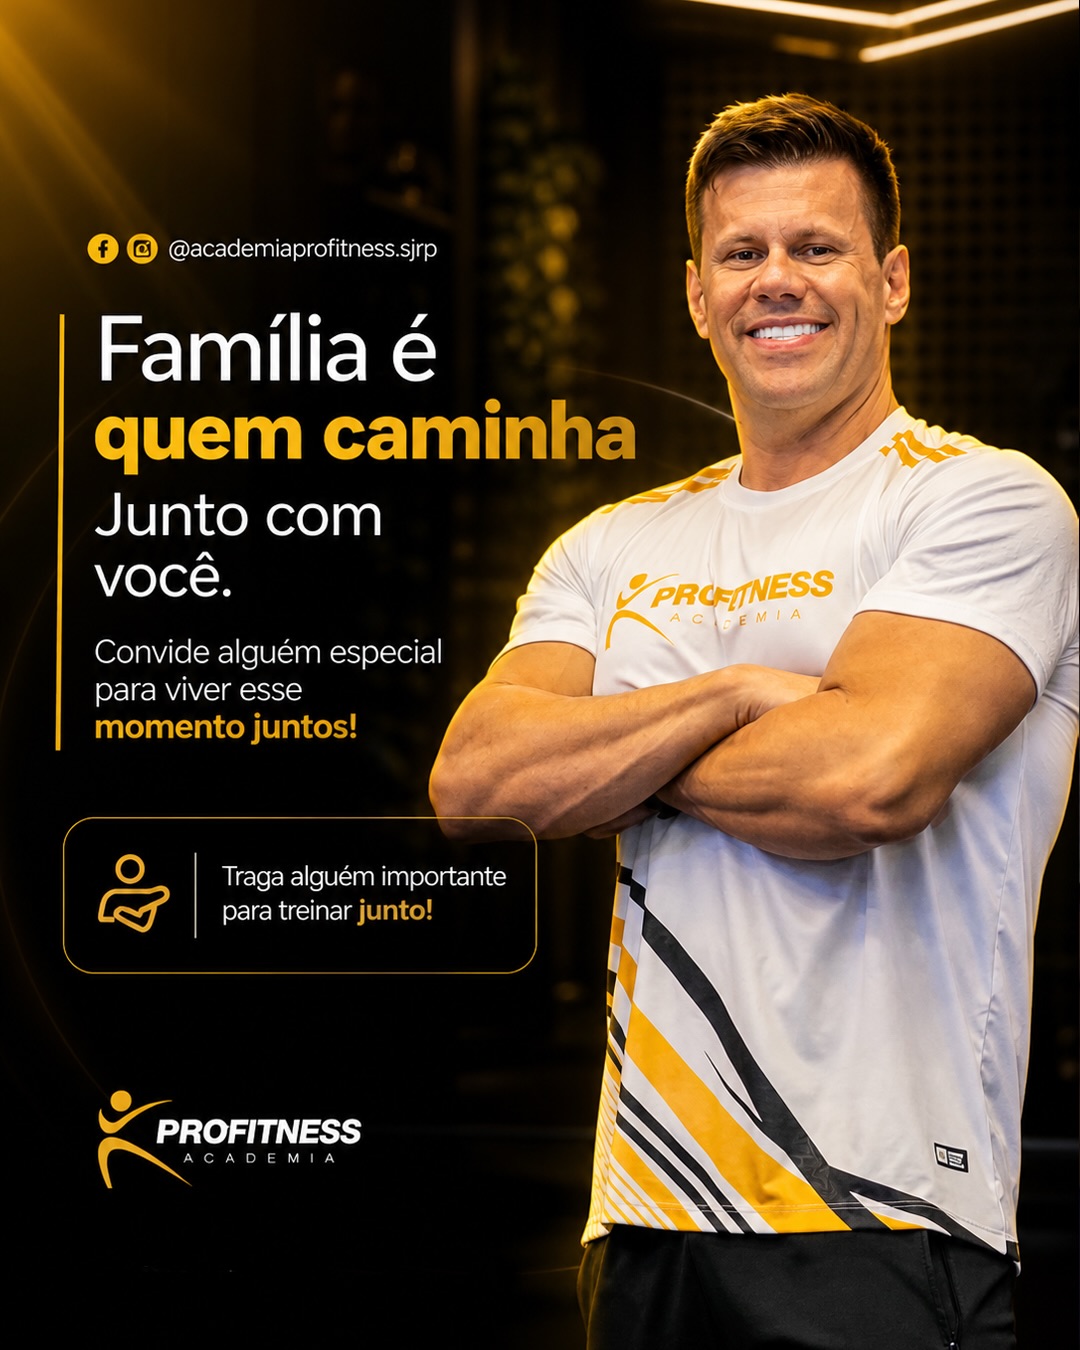 @academiaprofitness.sjrp
Família é
quem caminha
Junto com
você.
Convide alguém especial
para viver esse
momento juntos!
Traga alguém importante
para treinar junto!
PROFITNESS
ACADEMIA
PROFITNESS
ACADEMIA